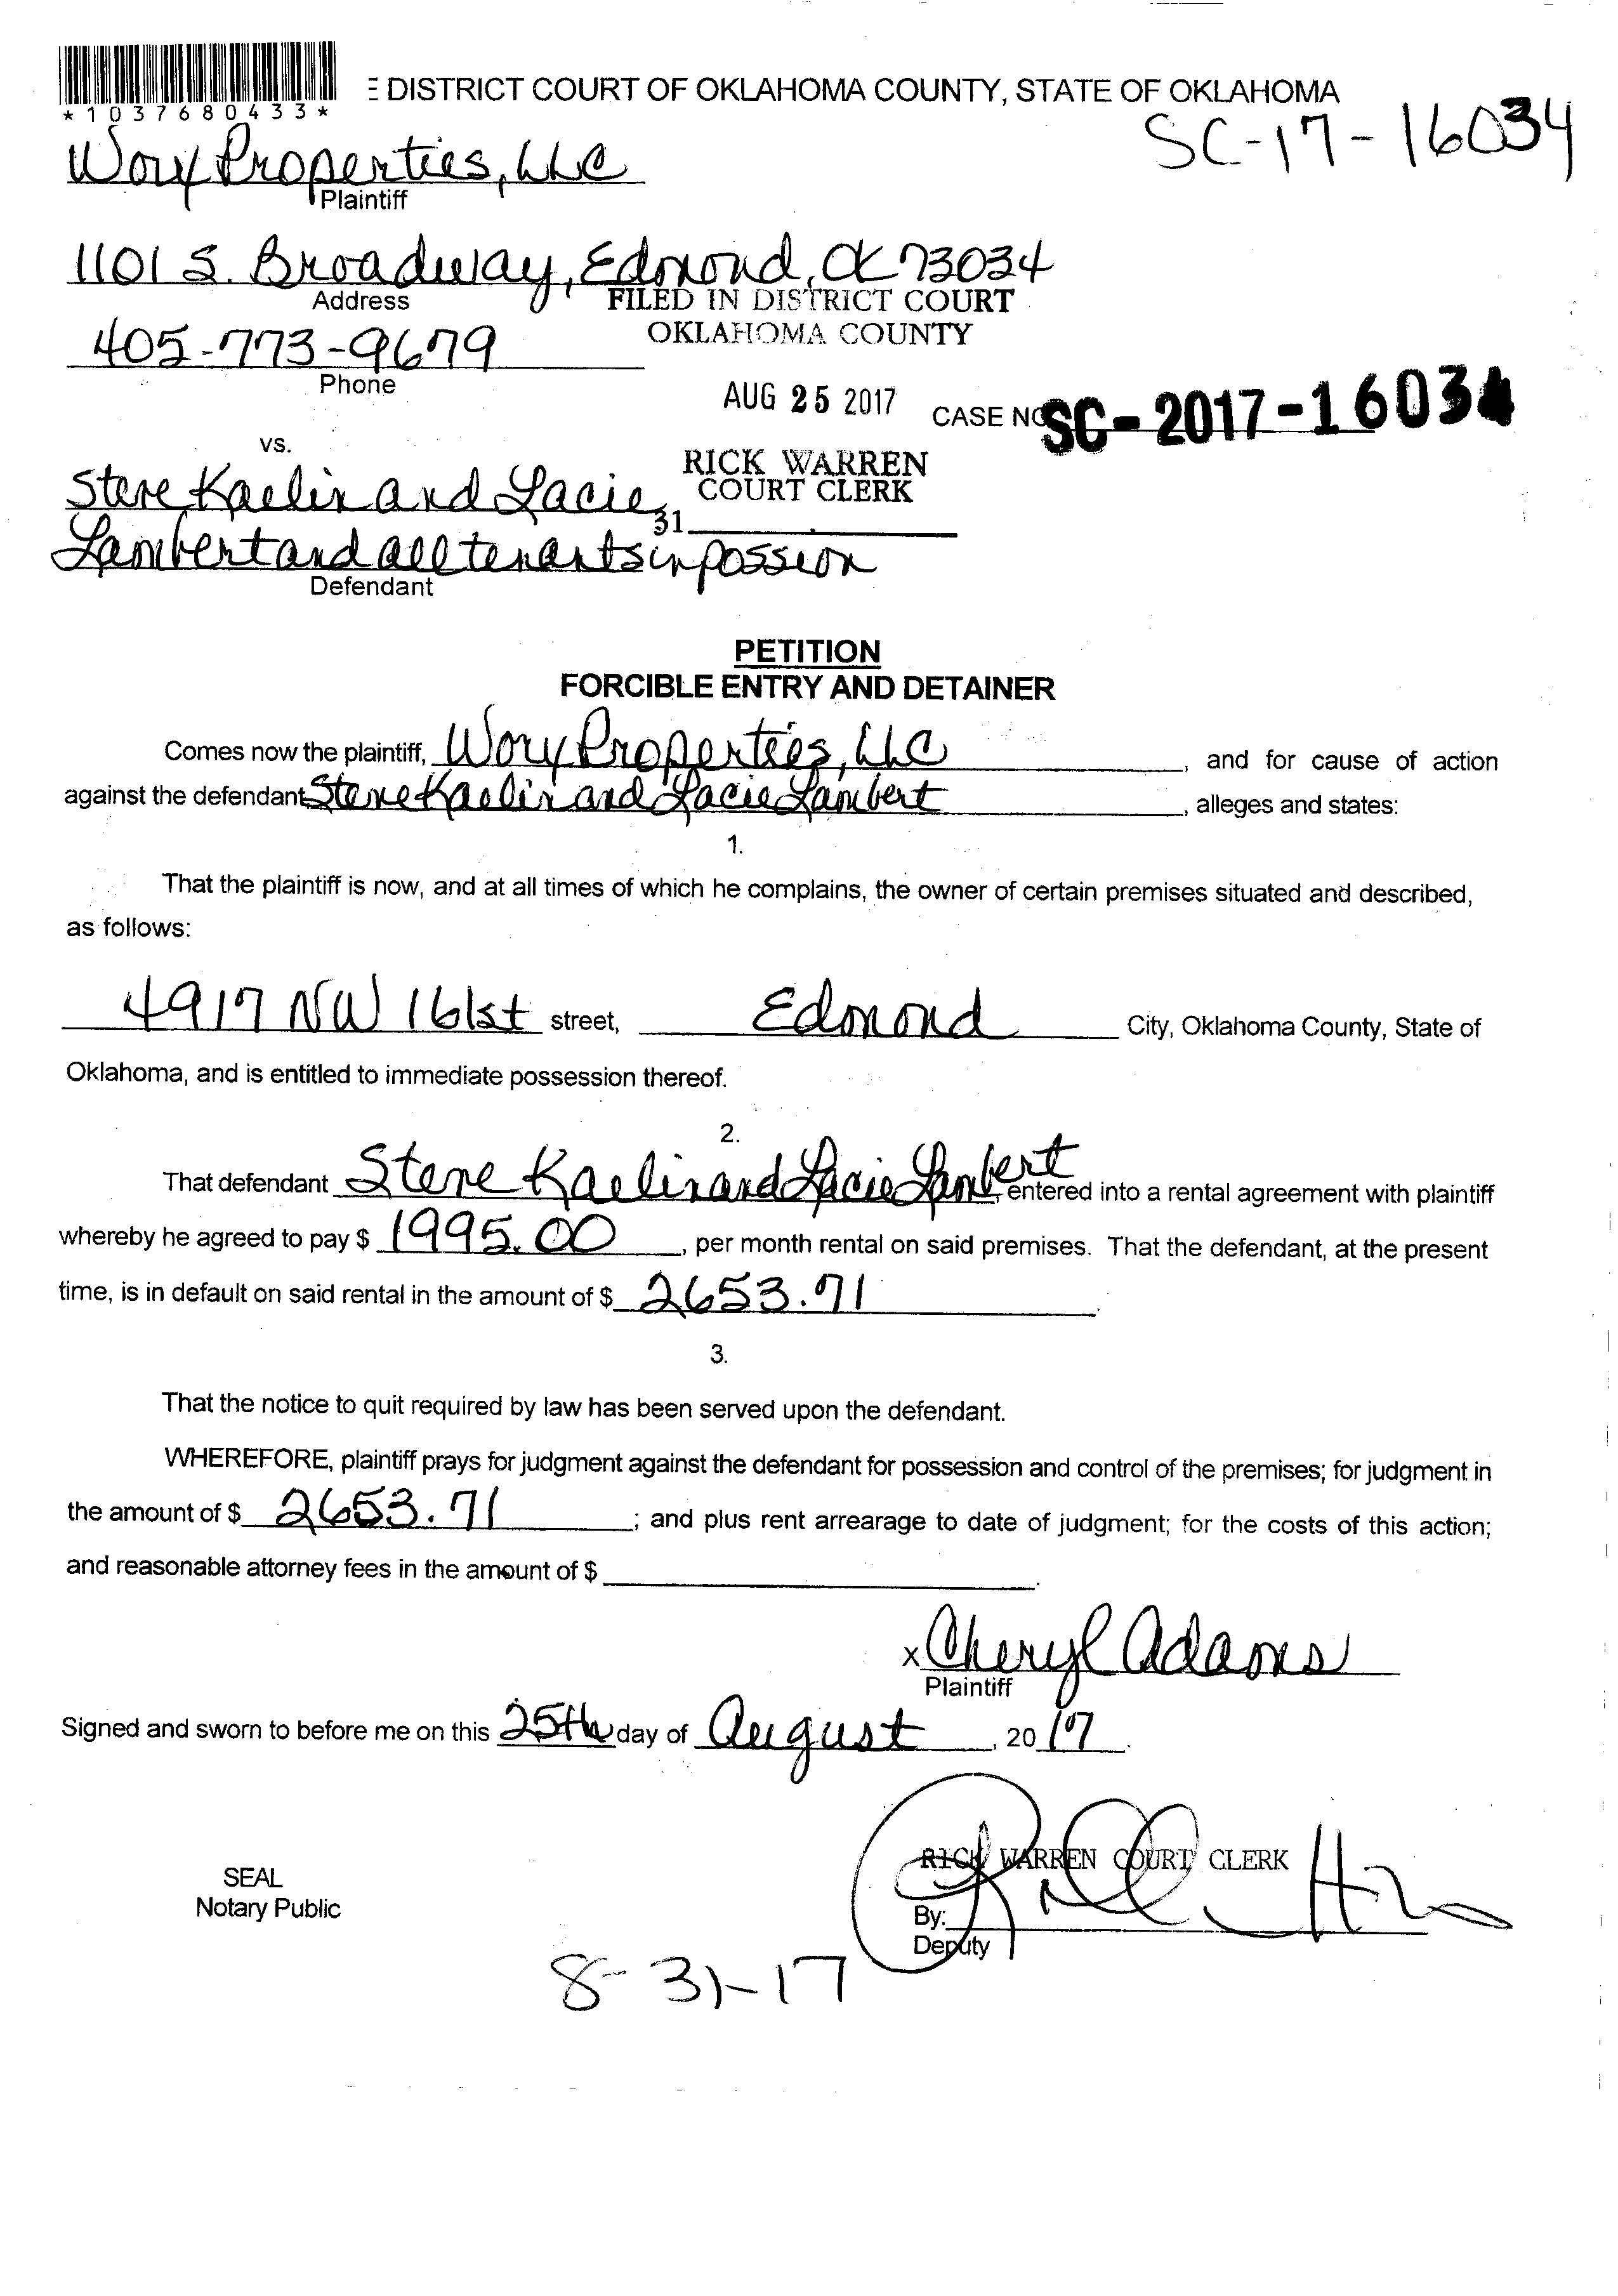 *1037680433*
E DISTRICT COURT OF OKLAHOMA COUNTY, STATE OF OKLAHOMA
SC-17-16034
Worx Properties, LLC
Plaintiff
1101 S. Broadway, Edmond, OK 73034
Address
FILED IN DISTRICT COURT
OKLAHOMA COUNTY
405-773-9679
Phone
AUG 25 2017
CASE NO SC-2017-16034
vs.
RICK WARREN
COURT CLERK
Steve Kaelin and Lacie
31
Lambert and all tenants in possion
Defendant
PETITION
FORCIBLE ENTRY AND DETAINER
Comes now the plaintiff, Worx Properties, LLC, and for cause of action
against the defendant Steve Kaelin and Lacie Lambert, alleges and states:
1.
That the plaintiff is now, and at all times of which he complains, the owner of certain premises situated and described,
as follows:
4917 NW 161st street, Edmond City, Oklahoma County, State of
Oklahoma, and is entitled to immediate possession thereof.
2.
That defendant Steve Kaelin and Lacie Lambert, entered into a rental agreement with plaintiff
whereby he agreed to pay $ 1995.00, per month rental on said premises. That the defendant, at the present
time, is in default on said rental in the amount of $ 2653.71.
3.
That the notice to quit required by law has been served upon the defendant.
WHEREFORE, plaintiff prays for judgment against the defendant for possession and control of the premises; for judgment in
the amount of $ 2653.71; and plus rent arrearage to date of judgment; for the costs of this action;
and reasonable attorney fees in the amount of $ .
x Cheryl Adams
Plaintiff
Signed and sworn to before me on this 25th day of August, 2017.
RICK WARREN COURT CLERK
SEAL
Notary Public
By:
Deputy
8-31-17